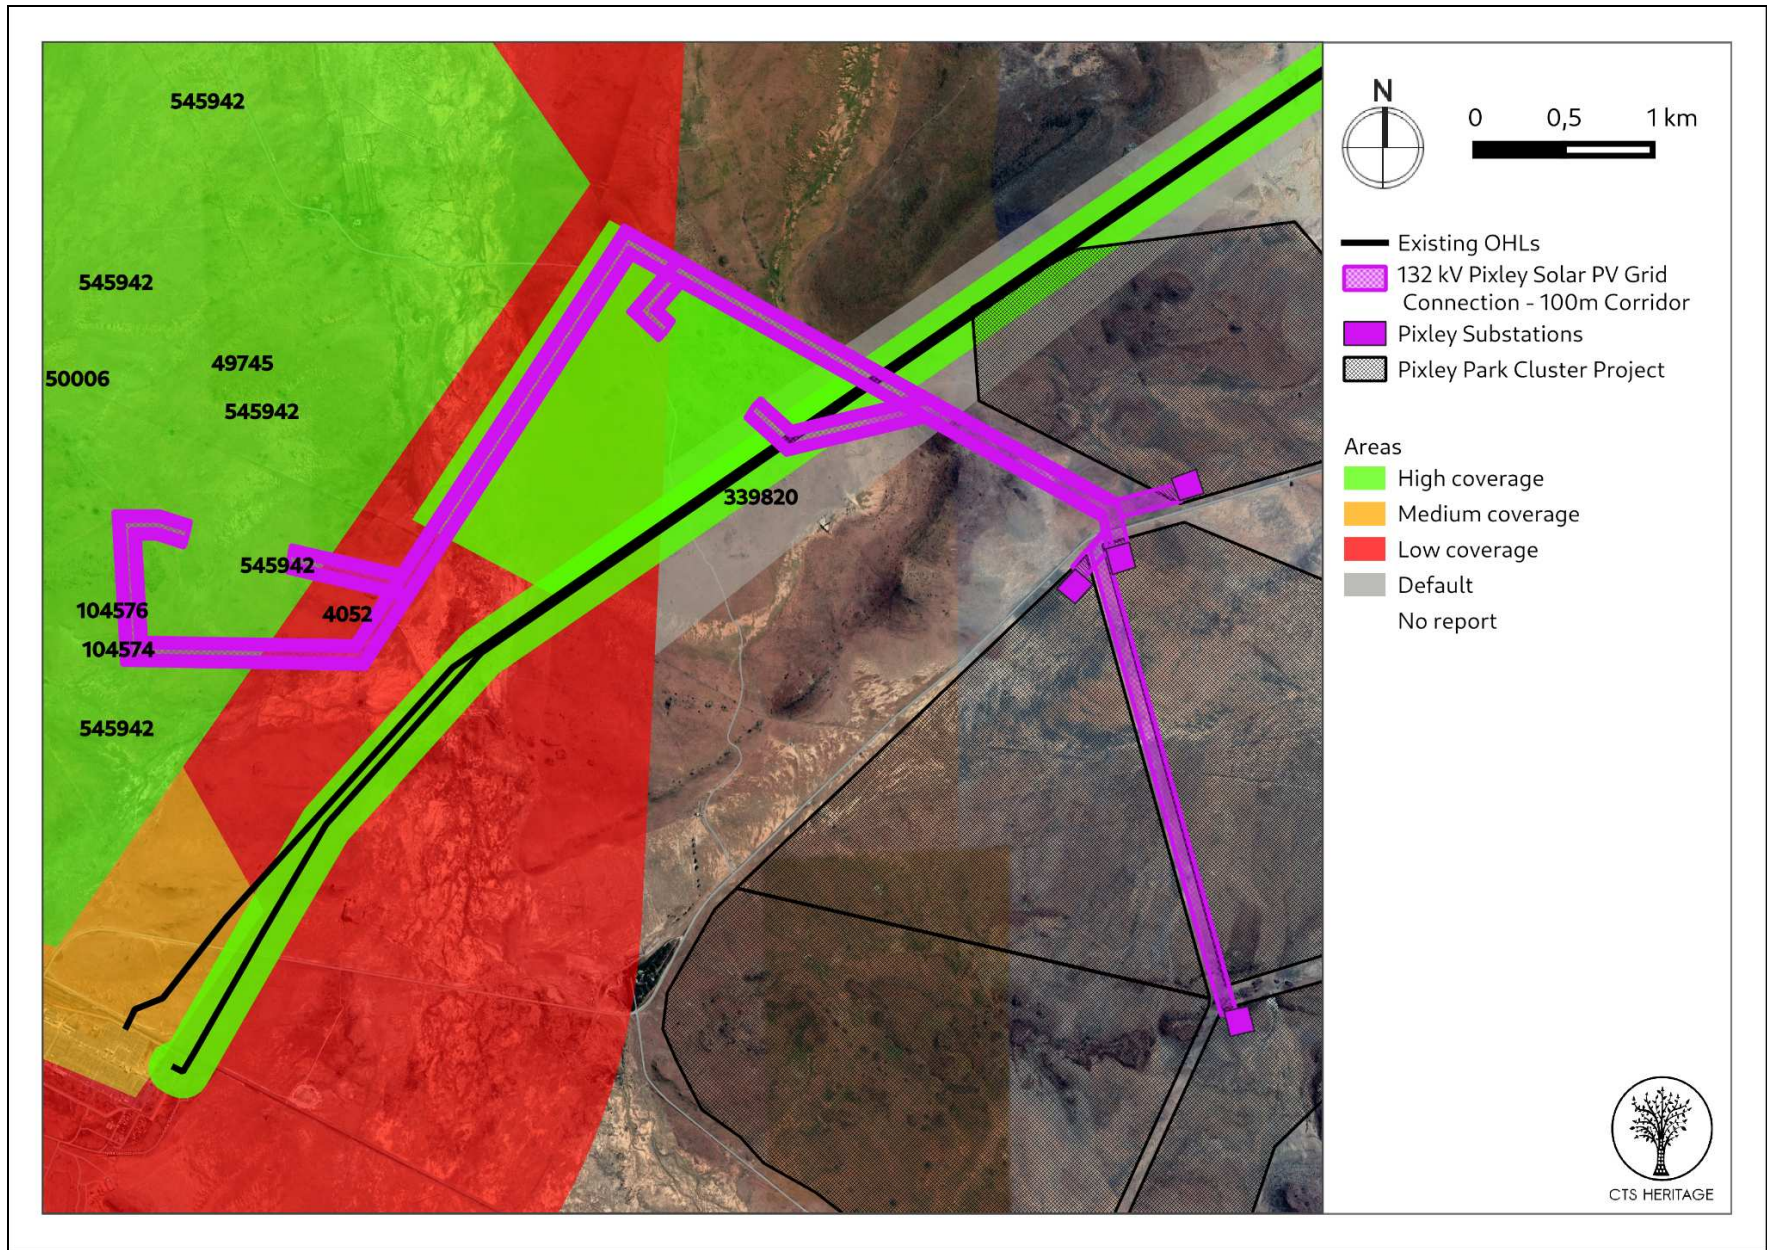 545942
545942
49745
50006
545942
339820
545942
104576
4052
104574
545942
N
0 0,5 1 km
Existing OHLs
132 kV Pixley Solar PV Grid
Connection - 100m Corridor
Pixley Substations
Pixley Park Cluster Project
Areas
High coverage
Medium coverage
Low coverage
Default
No report
CTS HERITAGE